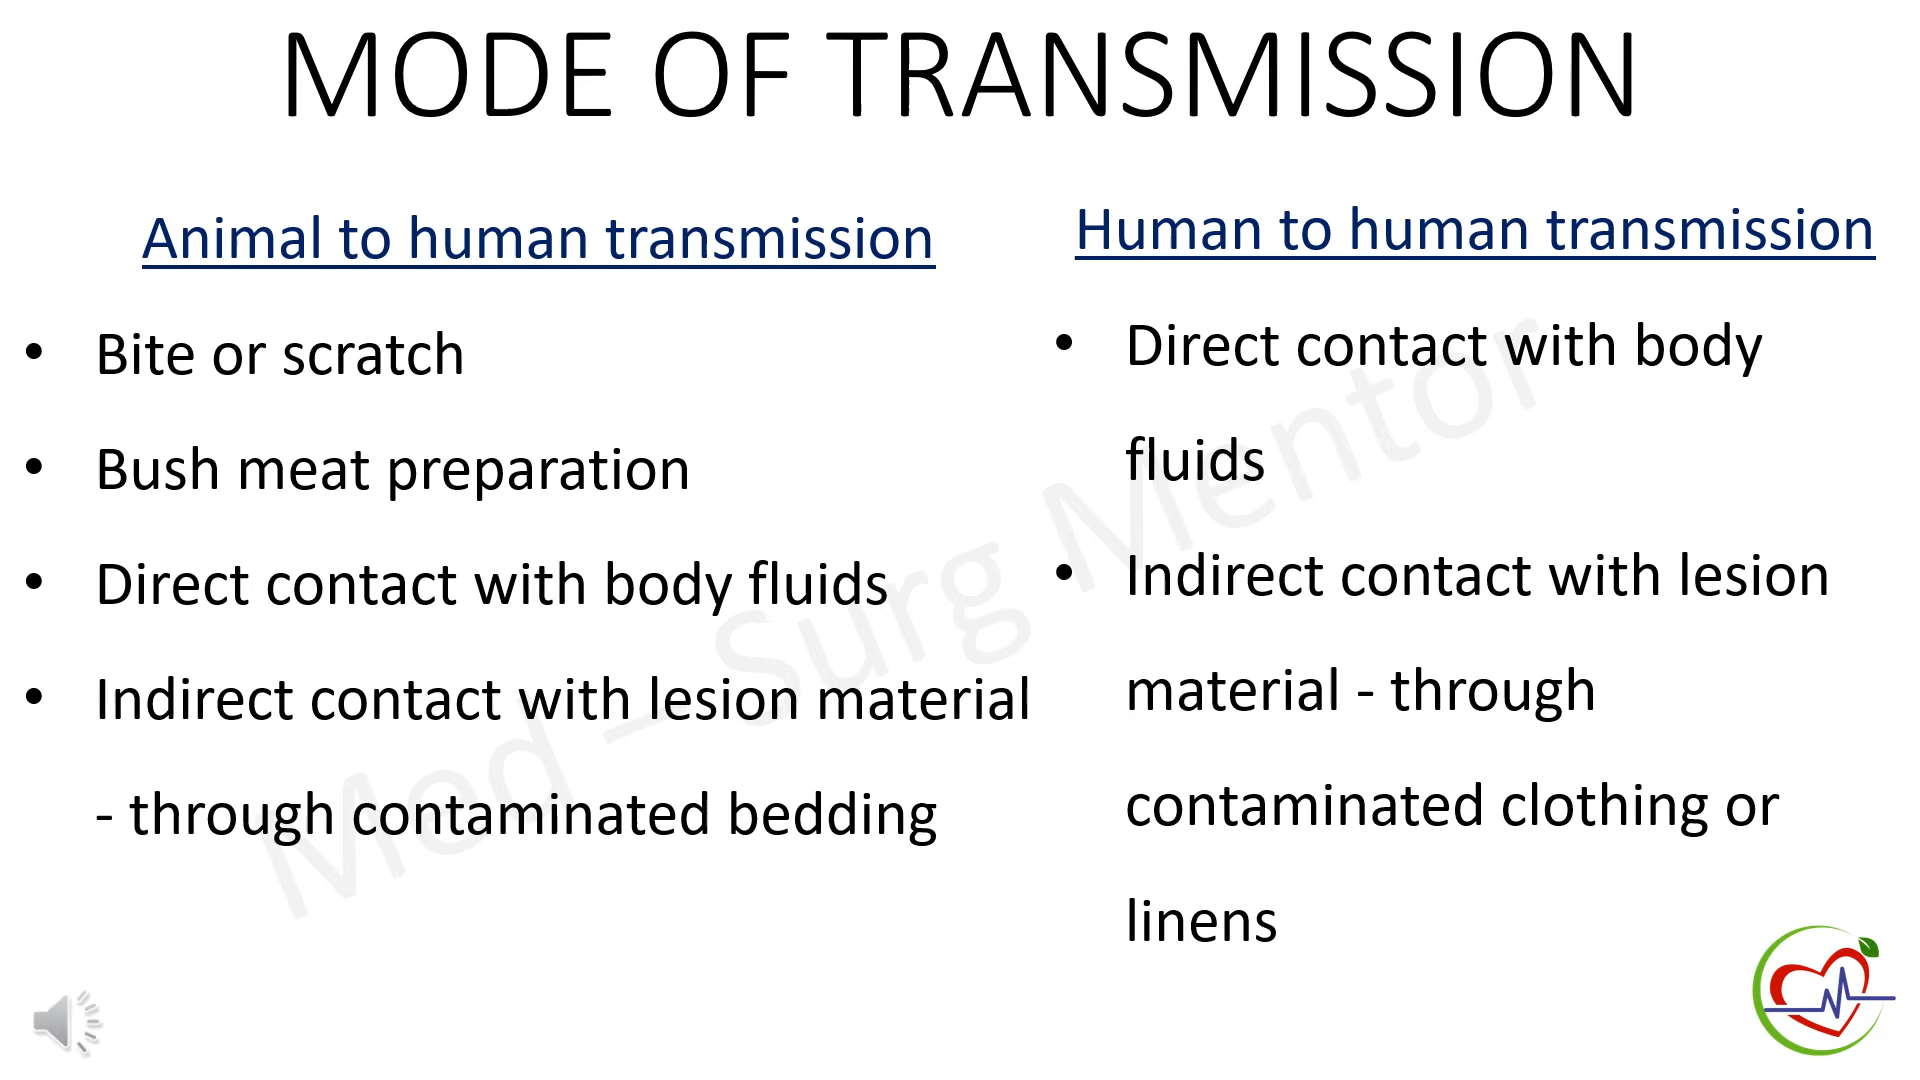 MODE OF TRANSMISSION
Animal to human transmission
• Bite or scratch
• Bush meat preparation
• Direct contact with body fluids
• Indirect contact with lesion material
- through contaminated bedding
Human to human transmission
• Direct contact with body
fluids
• Indirect contact with lesion
material - through
contaminated clothing or
linens
Med – Surg Mentor